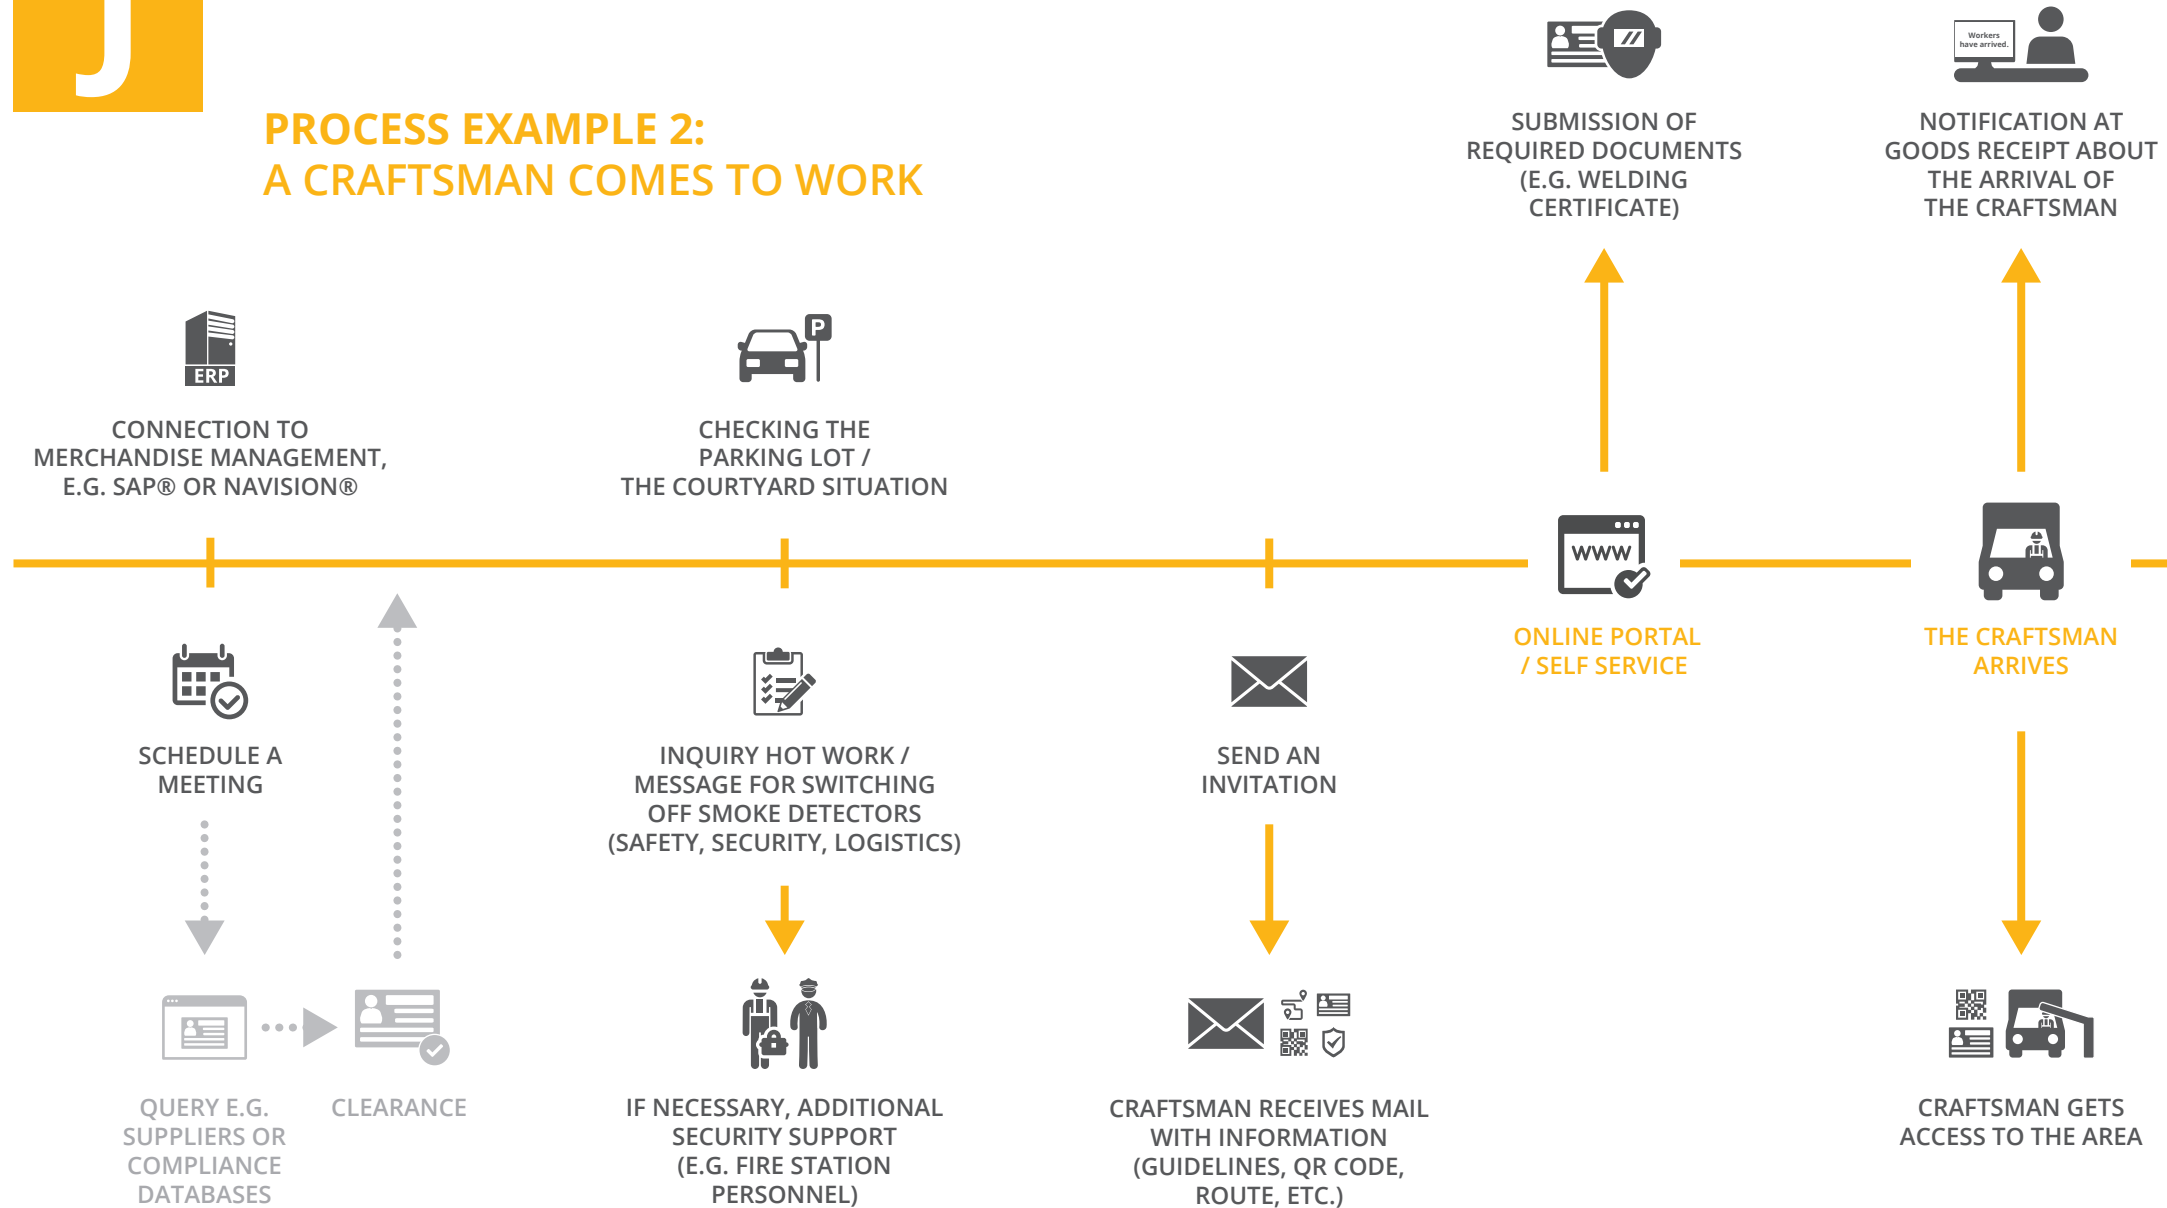 J
PROCESS EXAMPLE 2:
A CRAFTSMAN COMES TO WORK
Workers
have arrived.
SUBMISSION OF
REQUIRED DOCUMENTS
(E.G. WELDING
CERTIFICATE)
NOTIFICATION AT
GOODS RECEIPT ABOUT
THE ARRIVAL OF
THE CRAFTSMAN
ERP
CONNECTION TO
MERCHANDISE MANAGEMENT,
E.G. SAP® OR NAVISION®
P
CHECKING THE
PARKING LOT /
THE COURTYARD SITUATION
WWW
ONLINE PORTAL
/ SELF SERVICE
THE CRAFTSMAN
ARRIVES
SCHEDULE A
MEETING
INQUIRY HOT WORK /
MESSAGE FOR SWITCHING
OFF SMOKE DETECTORS
(SAFETY, SECURITY, LOGISTICS)
SEND AN
INVITATION
QUERY E.G.
SUPPLIERS OR
COMPLIANCE
DATABASES
CLEARANCE
IF NECESSARY, ADDITIONAL
SECURITY SUPPORT
(E.G. FIRE STATION
PERSONNEL)
CRAFTSMAN RECEIVES MAIL
WITH INFORMATION
(GUIDELINES, QR CODE,
ROUTE, ETC.)
CRAFTSMAN GETS
ACCESS TO THE AREA